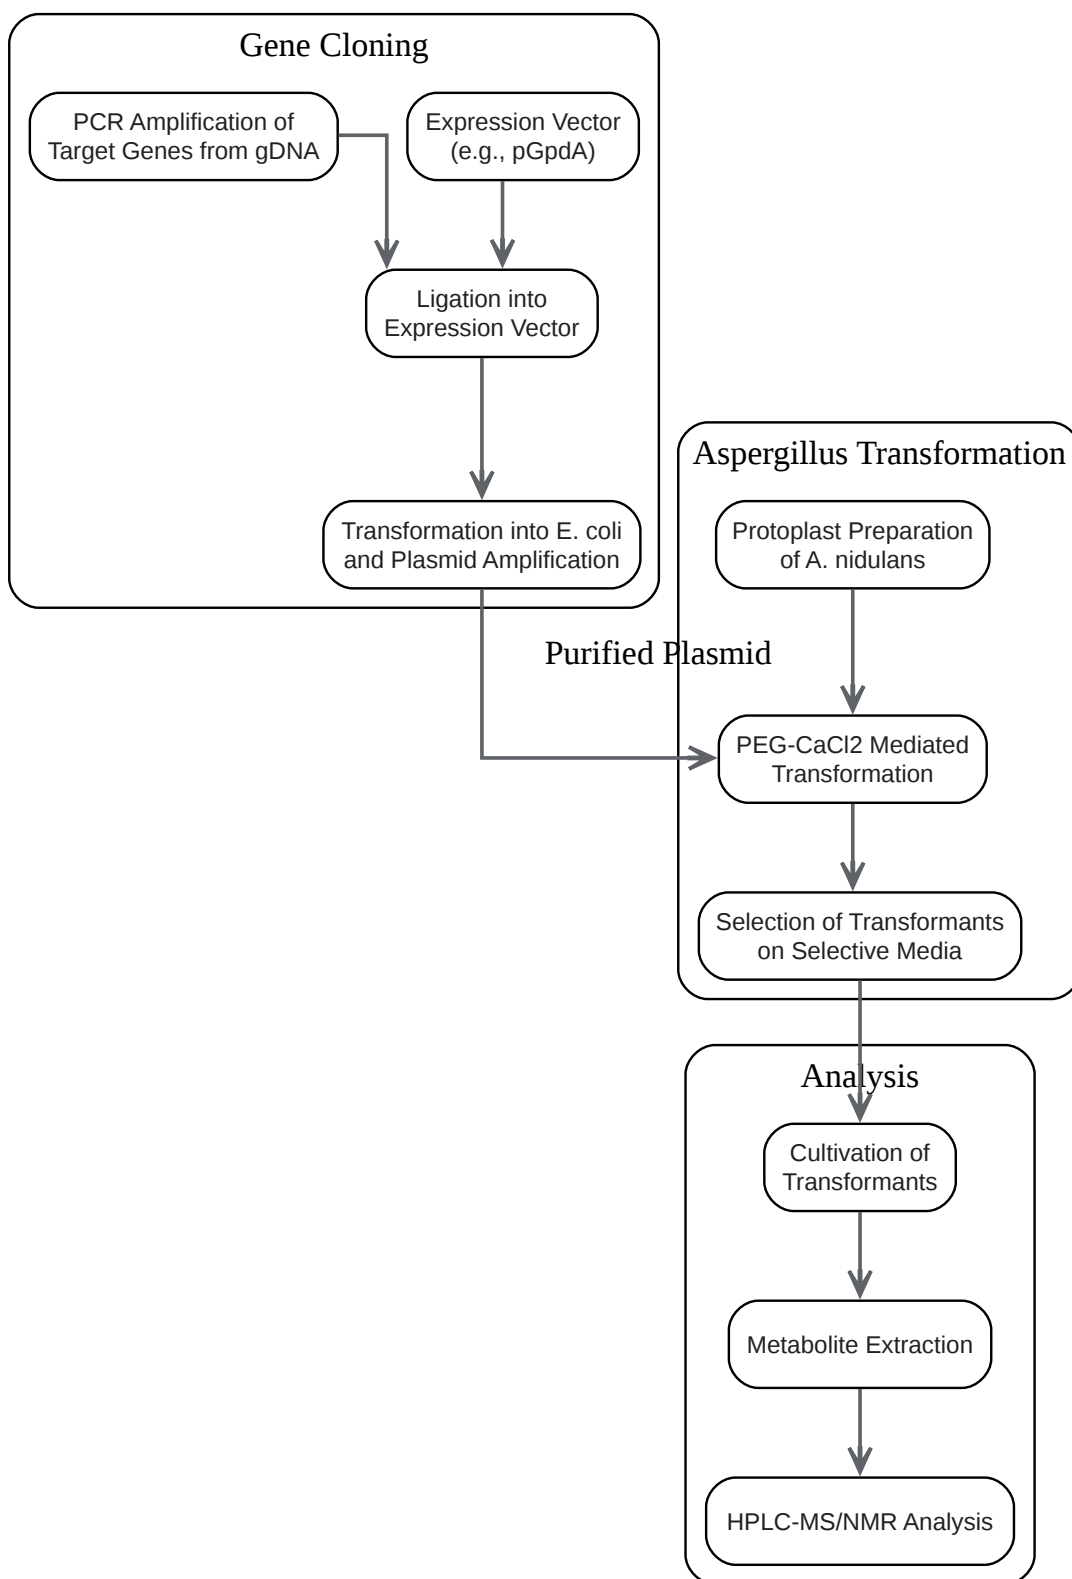 Gene Cloning
PCR Amplification of
Target Genes from gDNA
Expression Vector
(e.g., pGpdA)
Ligation into
Expression Vector
Transformation into E. coli
and Plasmid Amplification
Purified Plasmid
Aspergillus Transformation
Protoplast Preparation
of A. nidulans
PEG-CaCl2 Mediated
Transformation
Selection of Transformants
on Selective Media
Analysis
Cultivation of
Transformants
Metabolite Extraction
HPLC-MS/NMR Analysis